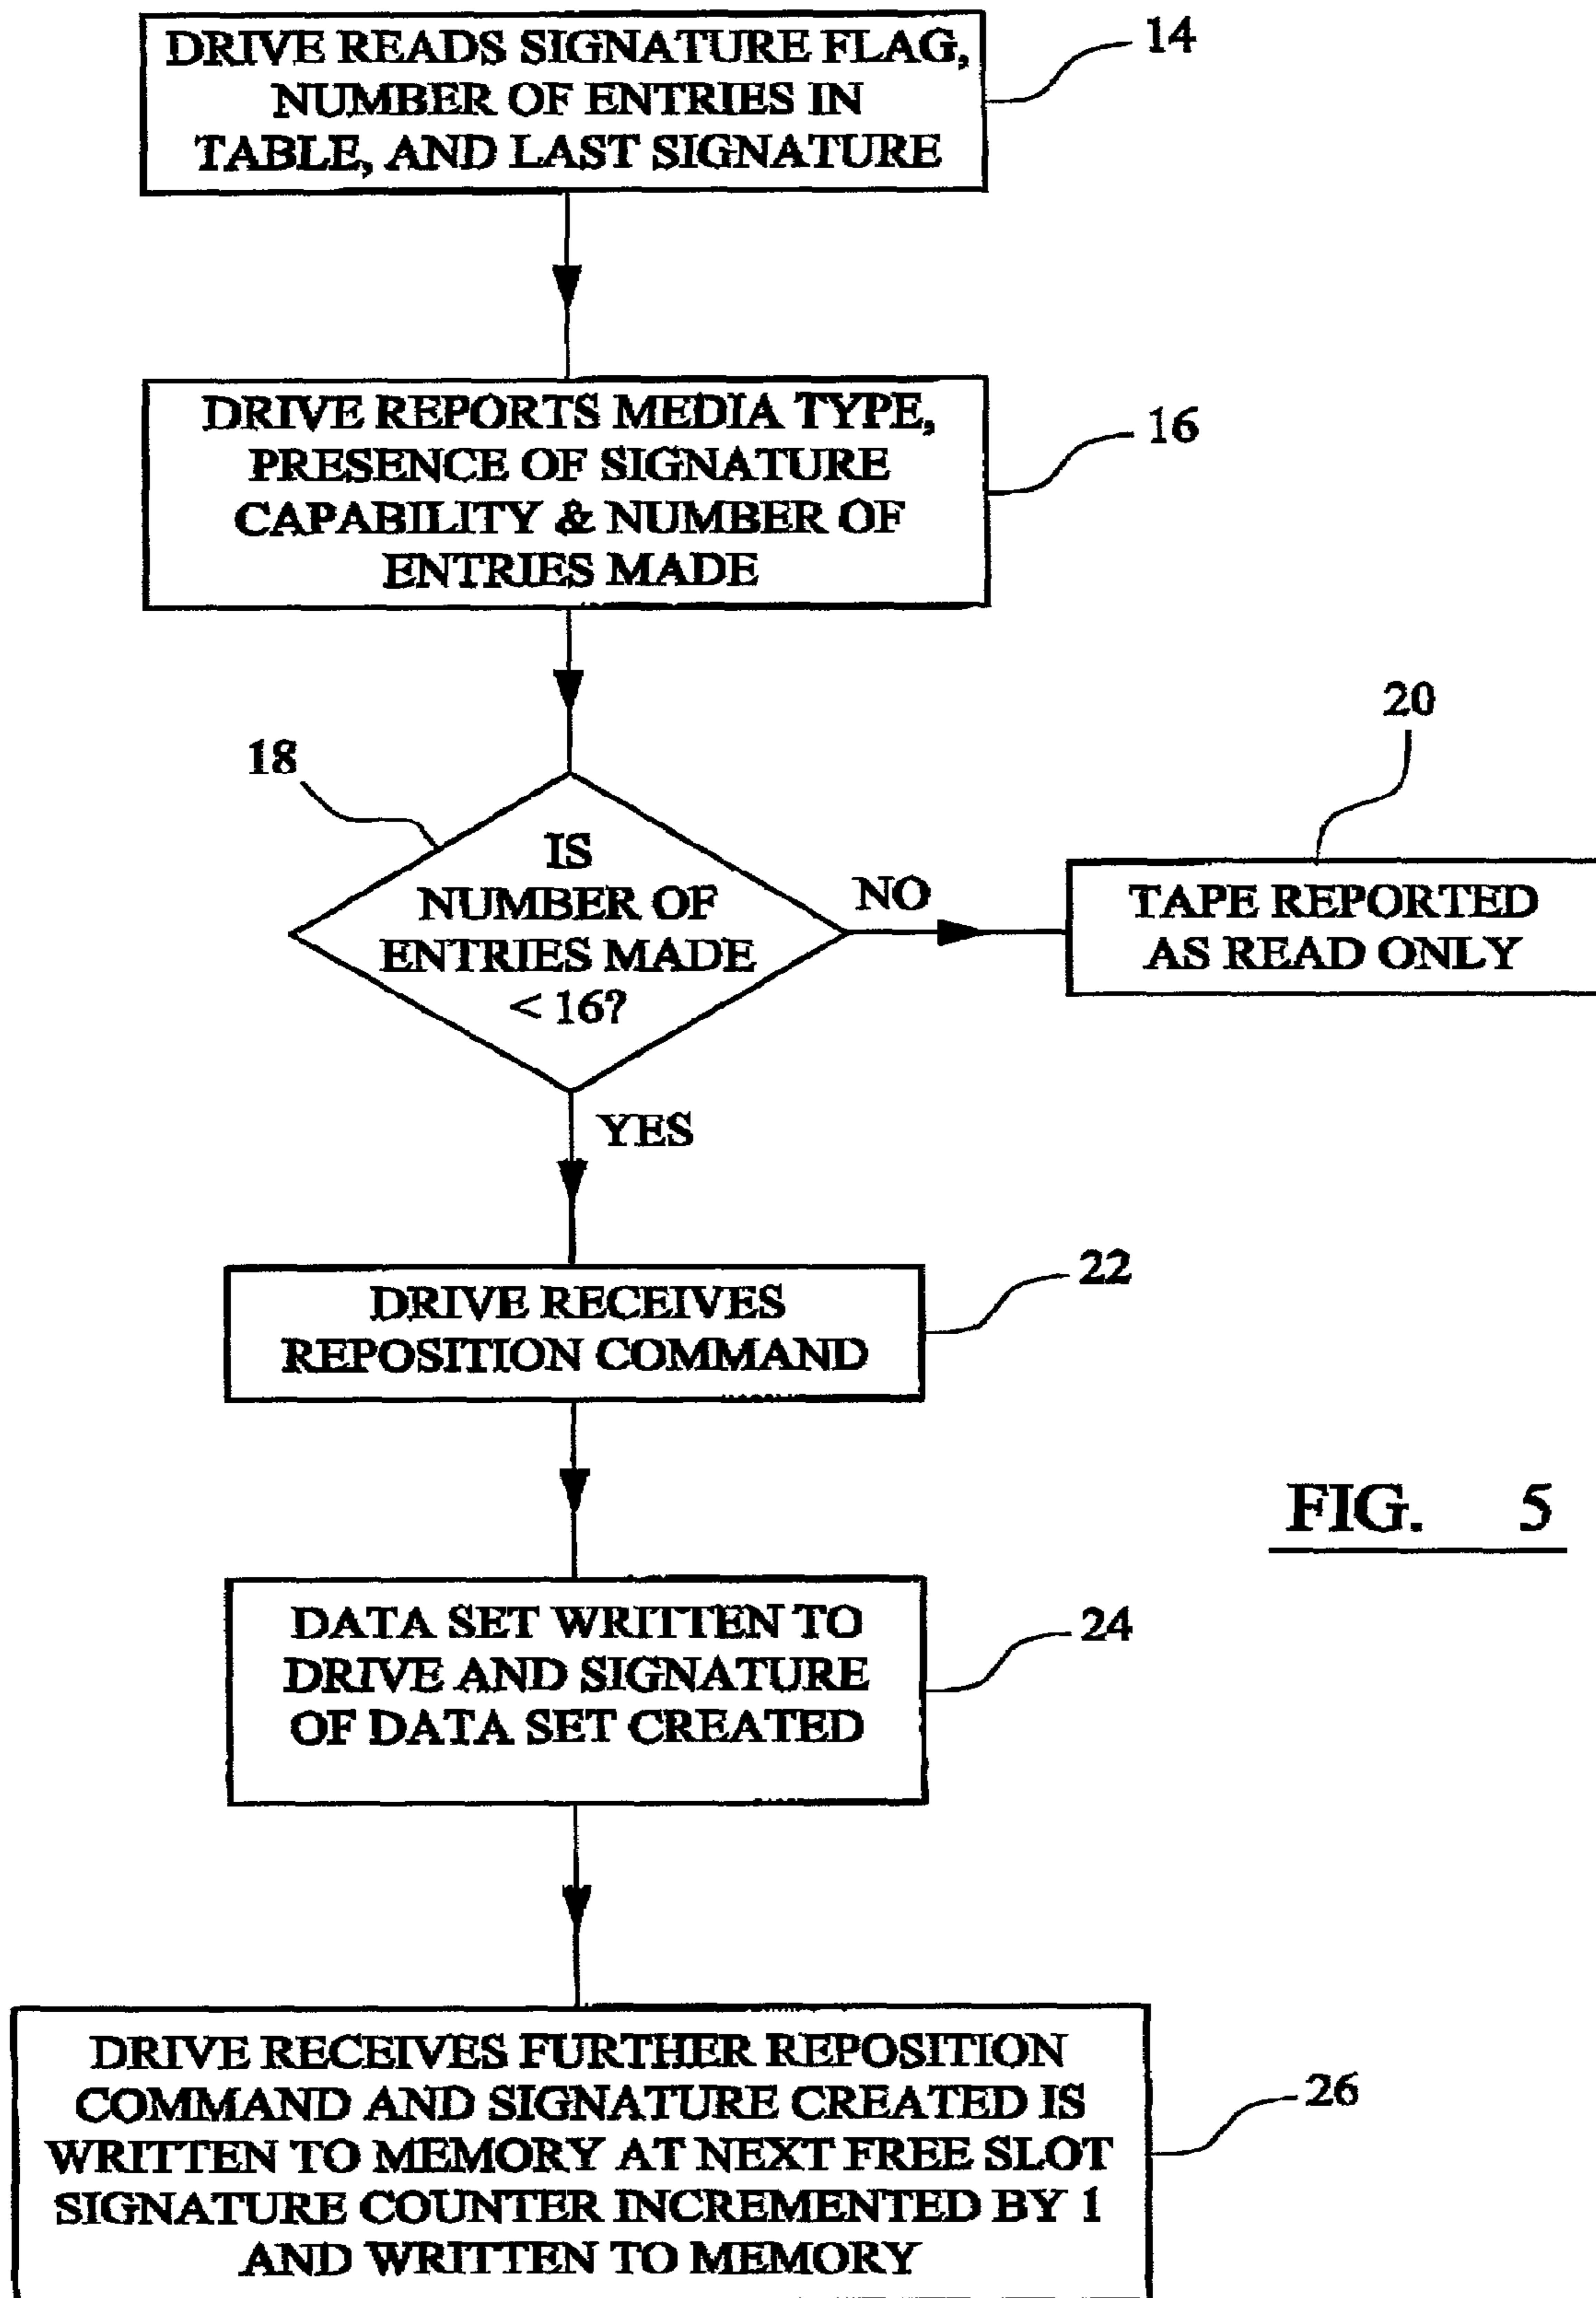 DRIVE READS SIGNATURE FLAG,
NUMBER OF ENTRIES IN
TABLE, AND LAST SIGNATURE
14
DRIVE REPORTS MEDIA TYPE,
PRESENCE OF SIGNATURE
CAPABILITY & NUMBER OF
ENTRIES MADE
16
18
IS
NUMBER OF
ENTRIES MADE
< 16?
NO
20
TAPE REPORTED
AS READ ONLY
YES
DRIVE RECEIVES
REPOSITION COMMAND
22
DATA SET WRITTEN TO
DRIVE AND SIGNATURE
OF DATA SET CREATED
24
FIG. 5
DRIVE RECEIVES FURTHER REPOSITION
COMMAND AND SIGNATURE CREATED IS
WRITTEN TO MEMORY AT NEXT FREE SLOT
SIGNATURE COUNTER INCREMENTED BY 1
AND WRITTEN TO MEMORY
26